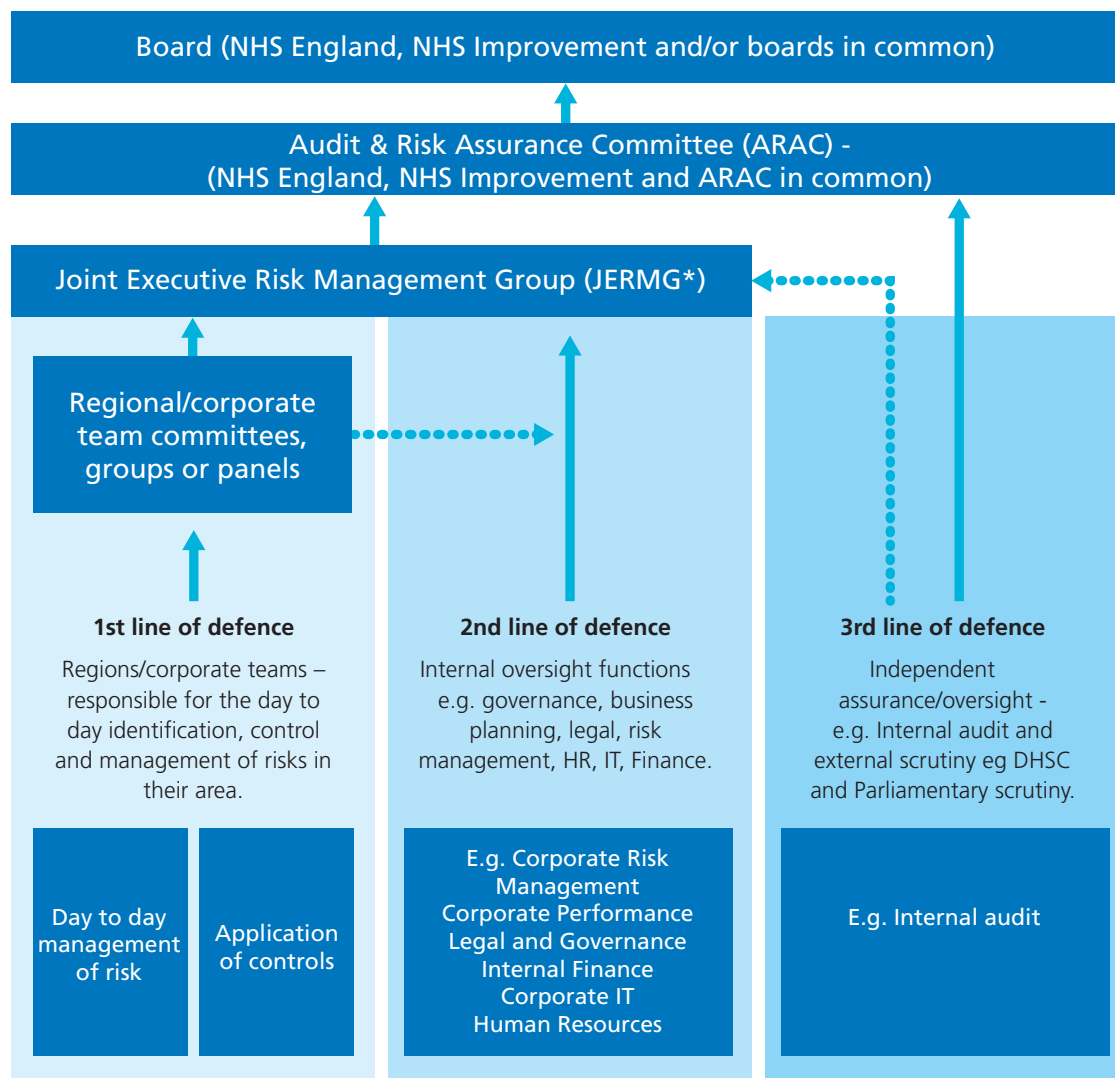 Board (NHS England, NHS Improvement and/or boards in common)
Audit & Risk Assurance Committee (ARAC) -
(NHS England, NHS Improvement and ARAC in common)
Joint Executive Risk Management Group (JERMG*)
Regional/corporate
team committees,
groups or panels
1st line of defence
Regions/corporate teams –
responsible for the day to
day identification, control
and management of risks in
their area.
Day to day
management
of risk
Application
of controls
2nd line of defence
Internal oversight functions
e.g. governance, business
planning, legal, risk
management, HR, IT, Finance.
E.g. Corporate Risk
Management
Corporate Performance
Legal and Governance
Internal Finance
Corporate IT
Human Resources
3rd line of defence
Independent
assurance/oversight -
e.g. Internal audit and
external scrutiny eg DHSC
and Parliamentary scrutiny.
E.g. Internal audit